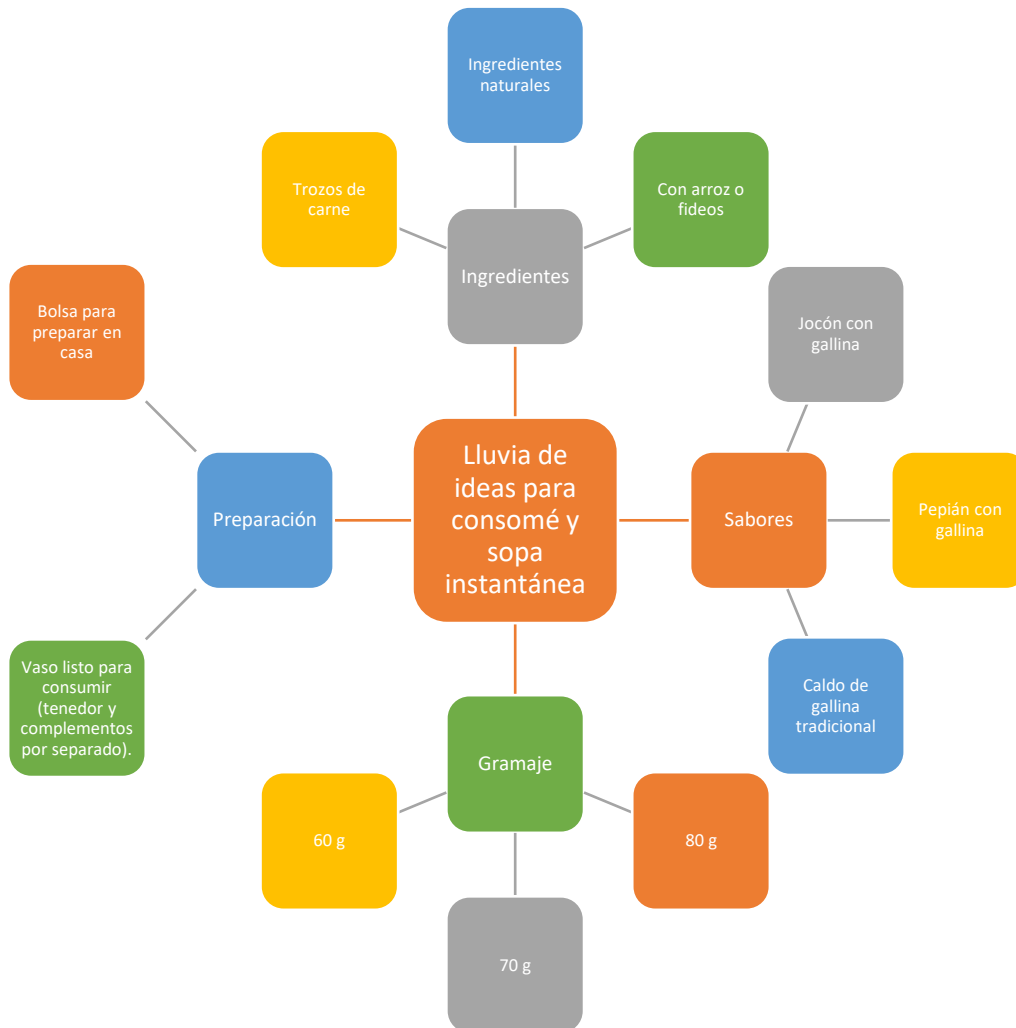 Ingredientes
naturales
Trozos de
carne
Con arroz o
fideos
Ingredientes
Bolsa para
preparar en
casa
Jocón con
gallina
Preparación
Lluvia de
ideas para
consomé y
sopa
instantánea
Sabores
Pepián con
gallina
Vaso listo para
consumir
(tenedor y
complementos
por separado).
Caldo de
gallina
tradicional
Gramaje
60 g
80 g
70 g